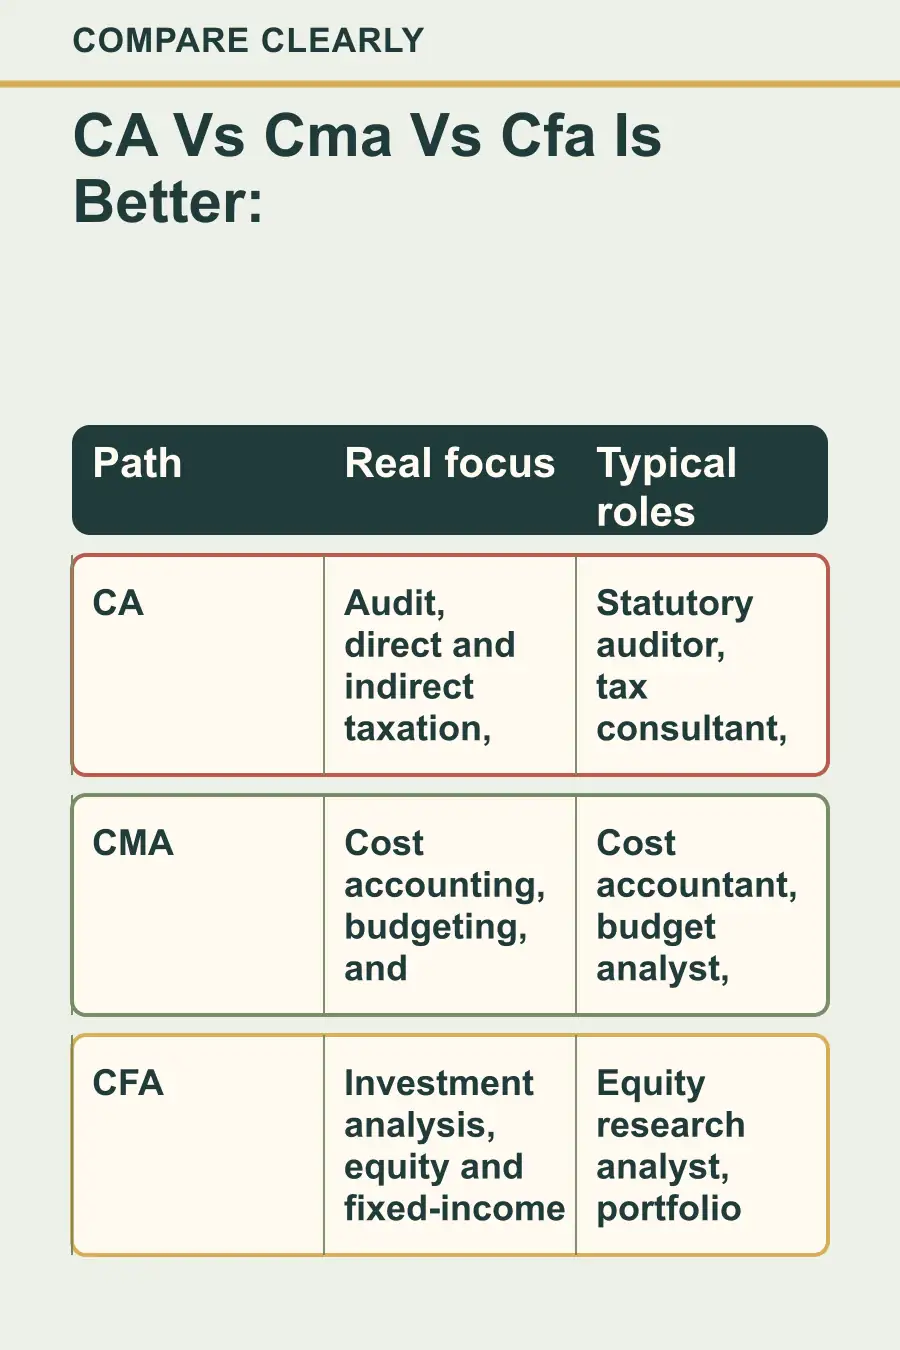 COMPARE CLEARLY
CA Vs Cma Vs Cfa Is
Better:
Path
Real focus
Typical
roles
CA
Audit,
direct and
indirect
taxation,
Statutory
auditor,
tax
consultant,
CMA
Cost
accounting,
budgeting,
and
Cost
accountant,
budget
analyst,
CFA
Investment
analysis,
equity and
fixed-income
Equity
research
analyst,
portfolio